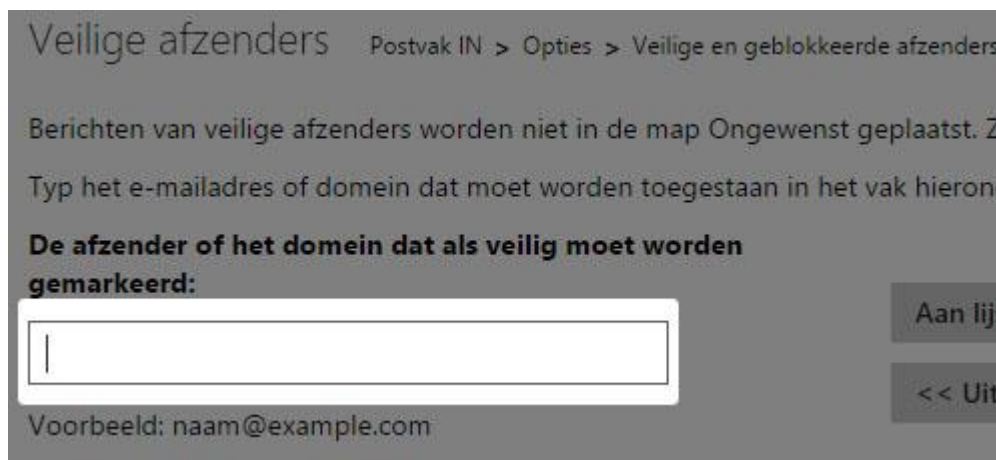 Veilige afzenders Postvak IN > Opties > Veilige en geblokkeerde afzenders
Berichten van veilige afzenders worden niet in de map Ongewenst geplaatst. Z
Typ het e-mailadres of domein dat moet worden toegestaan in het vak hieron
De afzender of het domein dat als veilig moet worden
gemarkeerd:
Aan lij
<< Uit
Voorbeeld: naam@example.com